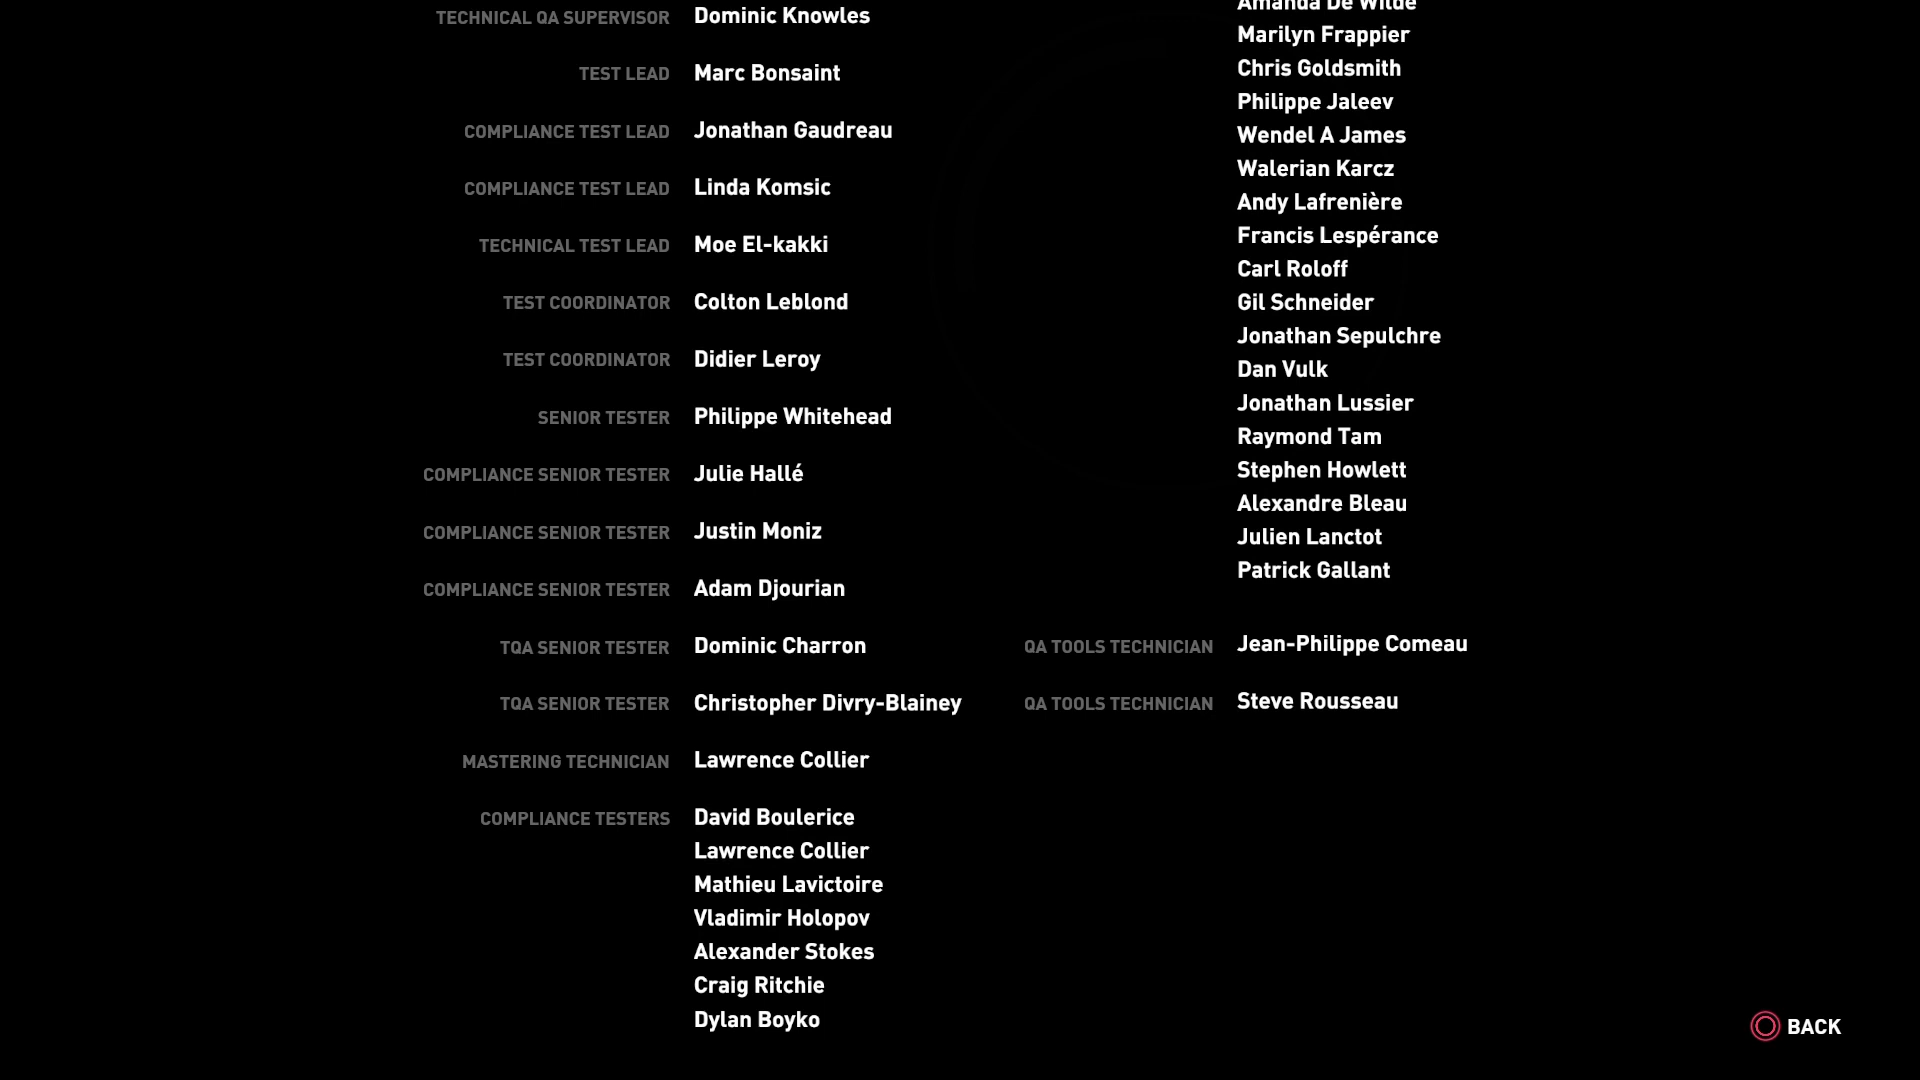 TECHNICAL QA SUPERVISOR Dominic Knowles
TEST LEAD Marc Bonsaint
COMPLIANCE TEST LEAD Jonathan Gaudreau
COMPLIANCE TEST LEAD Linda Komsic
TECHNICAL TEST LEAD Moe El-kakki
TEST COORDINATOR Colton Leblond
TEST COORDINATOR Didier Leroy
SENIOR TESTER Philippe Whitehead
COMPLIANCE SENIOR TESTER Julie Hallé
COMPLIANCE SENIOR TESTER Justin Moniz
COMPLIANCE SENIOR TESTER Adam Djourian
TQA SENIOR TESTER Dominic Charron
TQA SENIOR TESTER Christopher Divry-Blainey
MASTERING TECHNICIAN Lawrence Collier
COMPLIANCE TESTERS David Boulerice
Lawrence Collier
Mathieu Lavictoire
Vladimir Holopov
Alexander Stokes
Craig Ritchie
Dylan Boyko
Amanda De Wilde
Marilyn Frappier
Chris Goldsmith
Philippe Jaleev
Wendel A James
Walerian Karcz
Andy Lafrenière
Francis Lespérance
Carl Roloff
Gil Schneider
Jonathan Sepulchre
Dan Vulk
Jonathan Lussier
Raymond Tam
Stephen Howlett
Alexandre Bleau
Julien Lanctot
Patrick Gallant
QA TOOLS TECHNICIAN Jean-Philippe Comeau
QA TOOLS TECHNICIAN Steve Rousseau
BACK